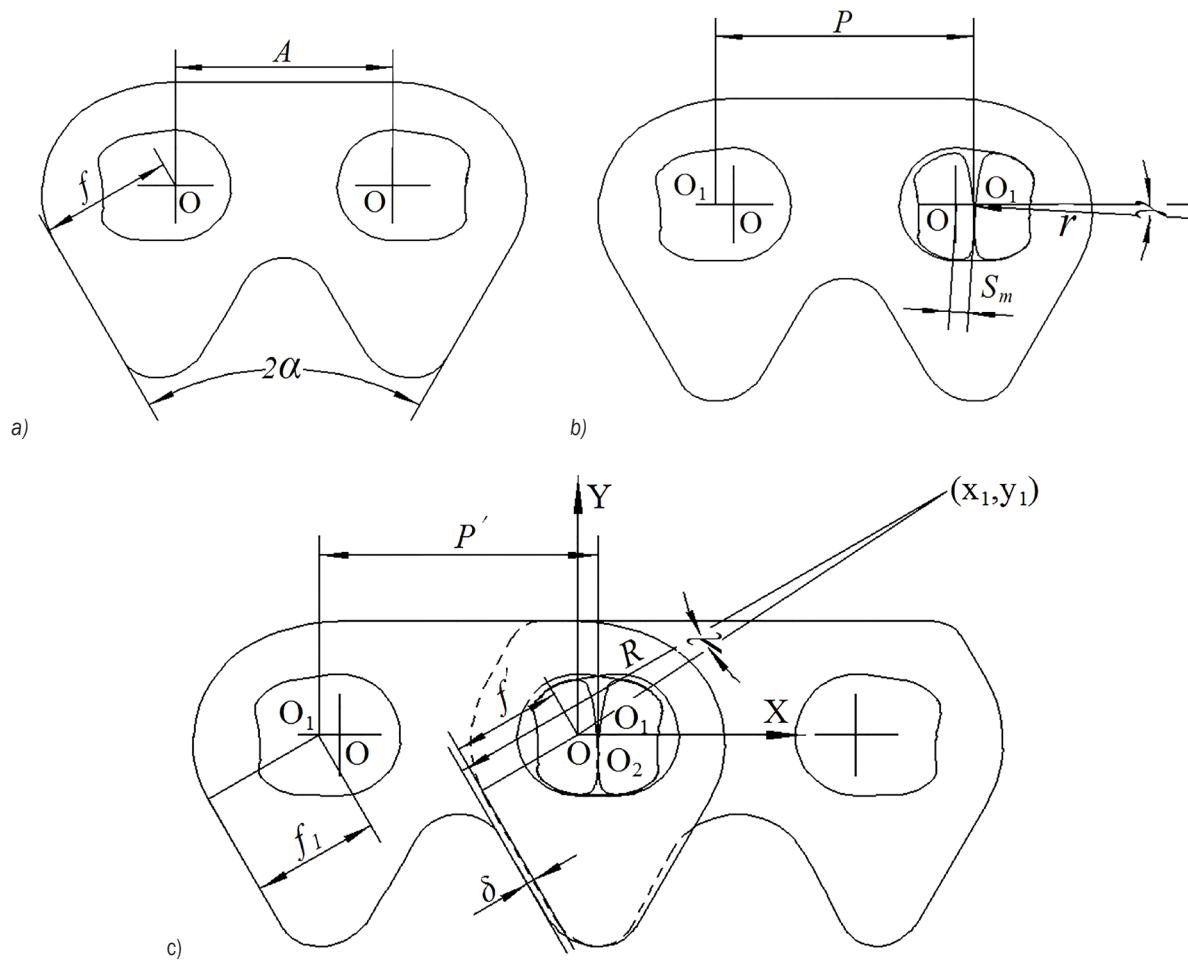 A
f
O
O
2α
a)
P
O₁
O
O
O₁
r
γ
Sₘ
b)
Y
(x₁,y₁)
P′
R
λ
f′
O₁
O
O
O₁
O₂
X
f₁
δ
c)